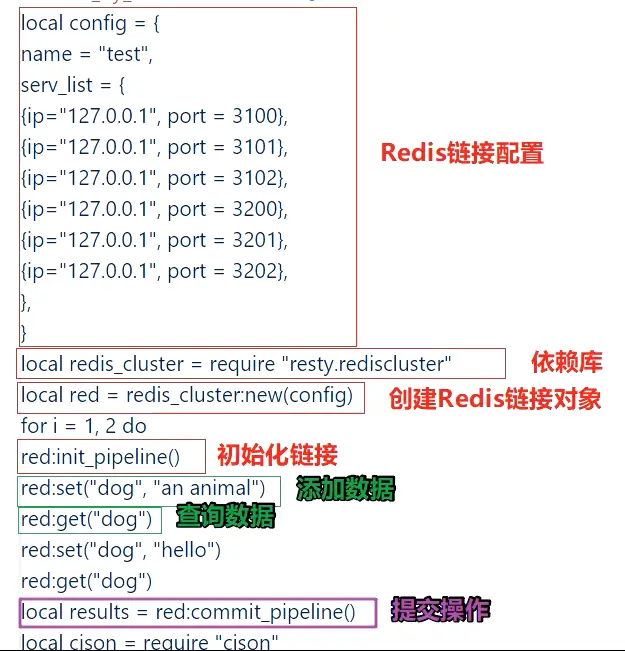 local config = {
name = "test",
serv_list = {
{ip="127.0.0.1", port = 3100},
{ip="127.0.0.1", port = 3101},
Redis链接配置
{ip="127.0.0.1", port = 3102},
{ip="127.0.0.1", port = 3200},
{ip="127.0.0.1", port = 3201},
{ip="127.0.0.1", port = 3202},
},
}
local redis_cluster = require "resty.rediscluster" 依赖库
local red = redis_cluster:new(config) 创建Redis链接对象
for i = 1, 2 do
red:init_pipeline() 初始化链接
red:set("dog", "an animal") 添加数据
red:get("dog") 查询数据
red:set("dog", "hello")
red:get("dog")
local results = red:commit_pipeline() 提交操作
local cjson = require "cjson"